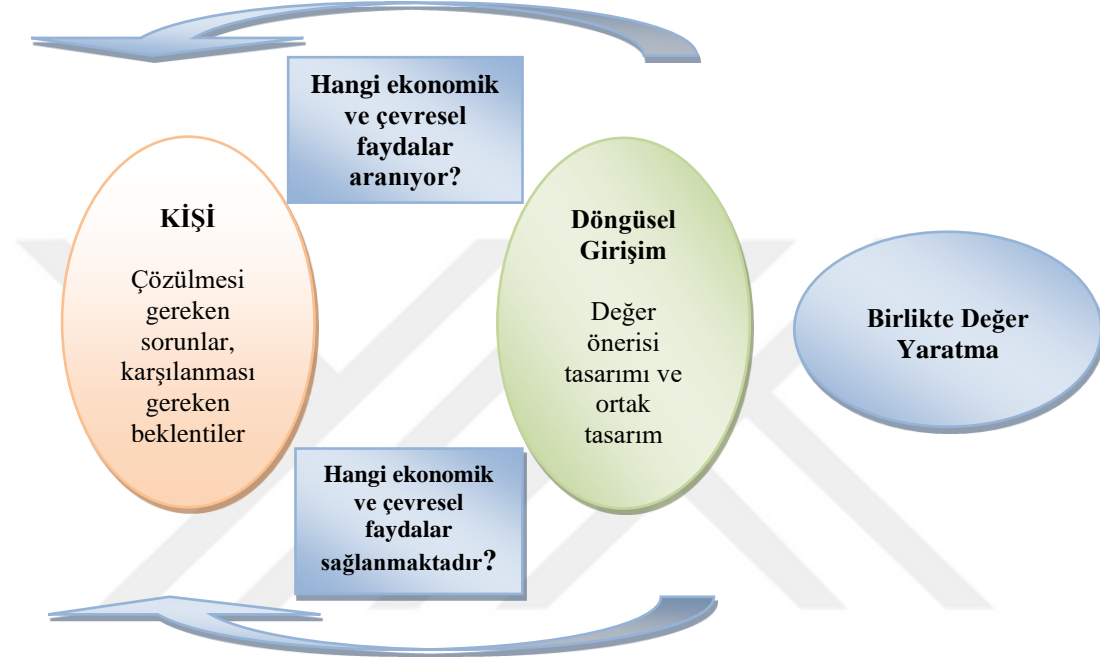 Hangi ekonomik
ve çevresel
faydalar
aranıyor?
KİŞİ
Çözülmesi
gereken
sorunlar,
karşılanması
gereken
beklentiler
Döngüsel
Girişim
Değer
önerisi
tasarımı ve
ortak
tasarım
Birlikte Değer
Yaratma
Hangi ekonomik
ve çevresel
faydalar
sağlanmaktadır?